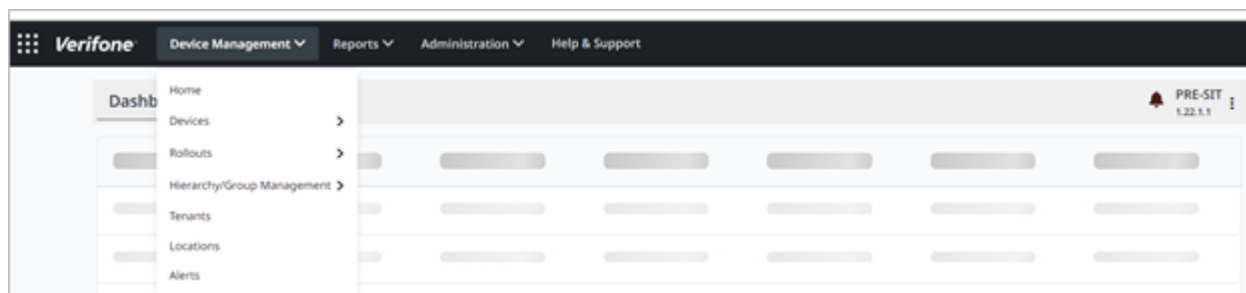 Verifone Device Management Reports Administration Help & Support
Dashb
Home
PRE-SIT
1.22.1.1
Devices
Rollouts
Hierarchy/Group Management
Tenants
Locations
Alerts